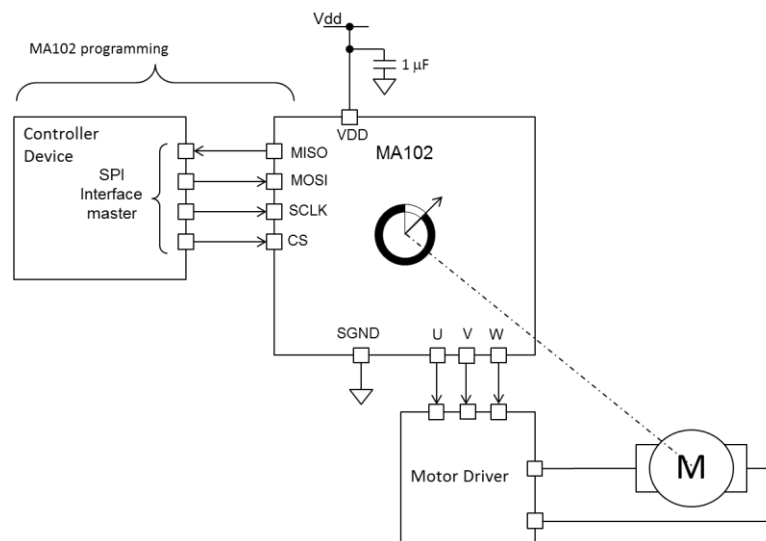 Vdd
MA102 programming
1 µF
Controller
Device
VDD
MISO
MA102
SPI
Interface
master
MOSI
SCLK
CS
SGND
U
V
W
Motor Driver
M